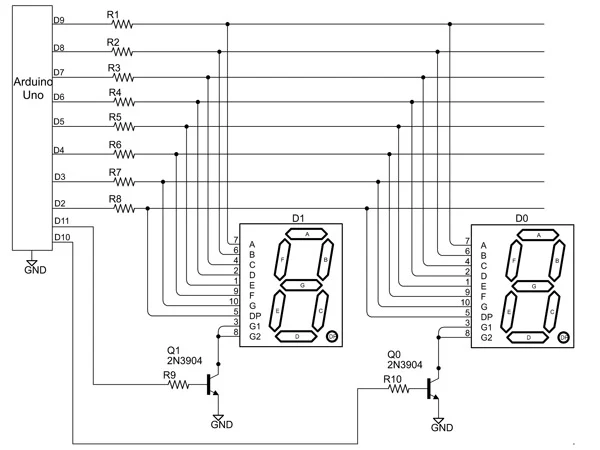 D9
R1
D8
R2
D7
R3
Arduino
Uno
D6
R4
D5
R5
D4
R6
D3
R7
D2
R8
D11
D10
GND
D1
7 A
6 B
4 C
2 D
1 E
9 F
10 G
5 DP
3 G1
8 G2
A
F
B
G
E
C
D
DP
D0
7 A
6 B
4 C
2 D
1 E
9 F
10 G
5 DP
3 G1
8 G2
A
F
B
G
E
C
D
DP
Q1
2N3904
R9
GND
Q0
2N3904
R10
GND